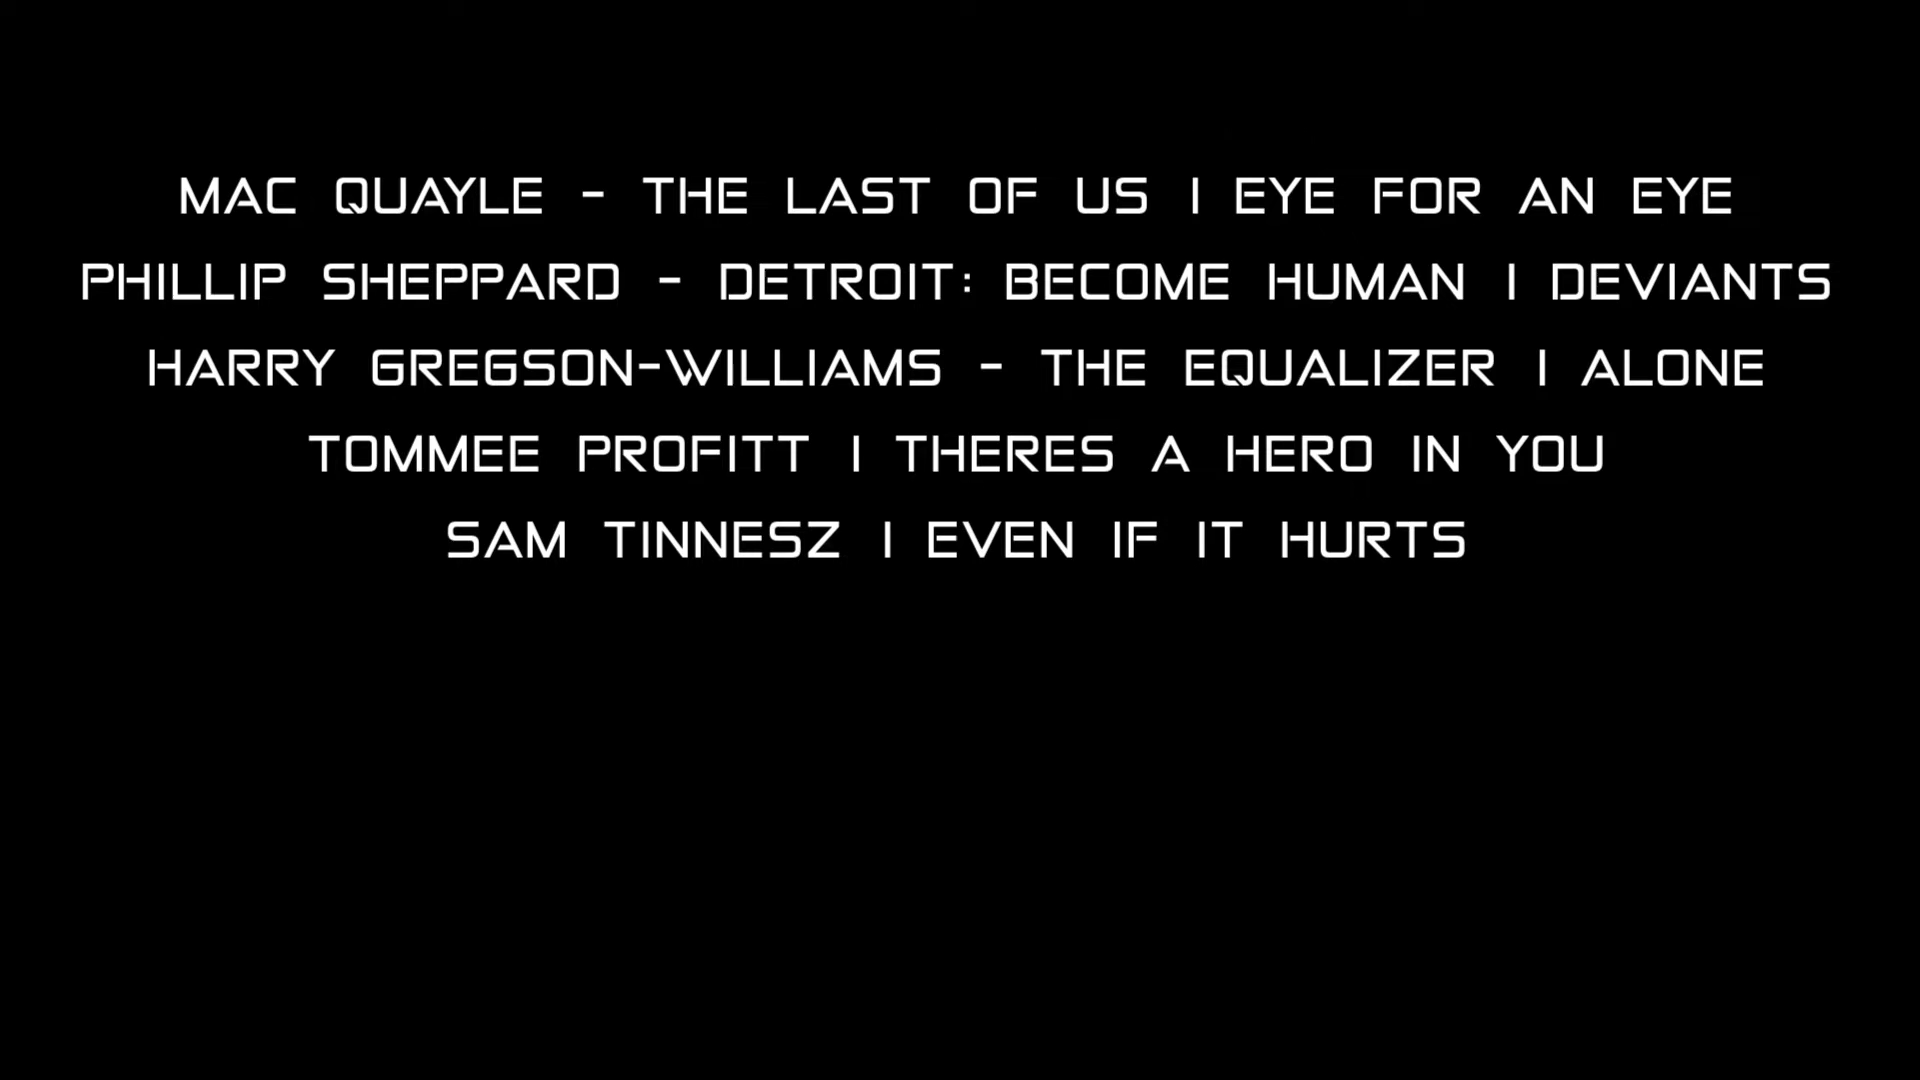 MAC QUAYLE - THE LAST OF US | EYE FOR AN EYE
PHILLIP SHEPPARD - DETROIT: BECOME HUMAN | DEVIANTS
HARRY GREGSON-WILLIAMS - THE EQUALIZER | ALONE
TOMMEE PROFITT | THERES A HERO IN YOU
SAM TINNESZ | EVEN IF IT HURTS